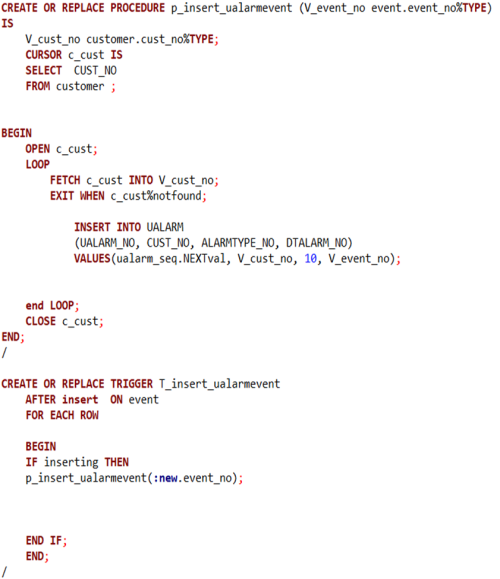 CREATE OR REPLACE PROCEDURE p_insert_ualarmevent (V_event_no event.event_no%TYPE)
IS
V_cust_no customer.cust_no%TYPE;
CURSOR c_cust IS
SELECT CUST_NO
FROM customer ;
BEGIN
OPEN c_cust;
LOOP
FETCH c_cust INTO V_cust_no;
EXIT WHEN c_cust%notfound;
INSERT INTO UALARM
(UALARM_NO, CUST_NO, ALARMTYPE_NO, DTALARM_NO)
VALUES(ualarm_seq.NEXTval, V_cust_no, 10, V_event_no);
end LOOP;
CLOSE c_cust;
END;
/
CREATE OR REPLACE TRIGGER T_insert_ualarmevent
AFTER insert ON event
FOR EACH ROW
BEGIN
IF inserting THEN
p_insert_ualarmevent(:new.event_no);
END IF;
END;
/